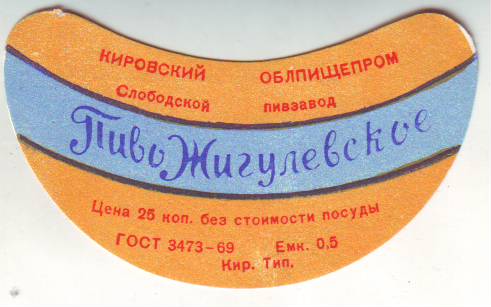 КИРОВСКИЙ ОБЛПИЩЕПРОМ
Слободской пивзавод
Пиво Жигулевское
Цена 25 коп. без стоимости посуды
ГОСТ 3473-69 Емк. 0,5
Кир. Тип.